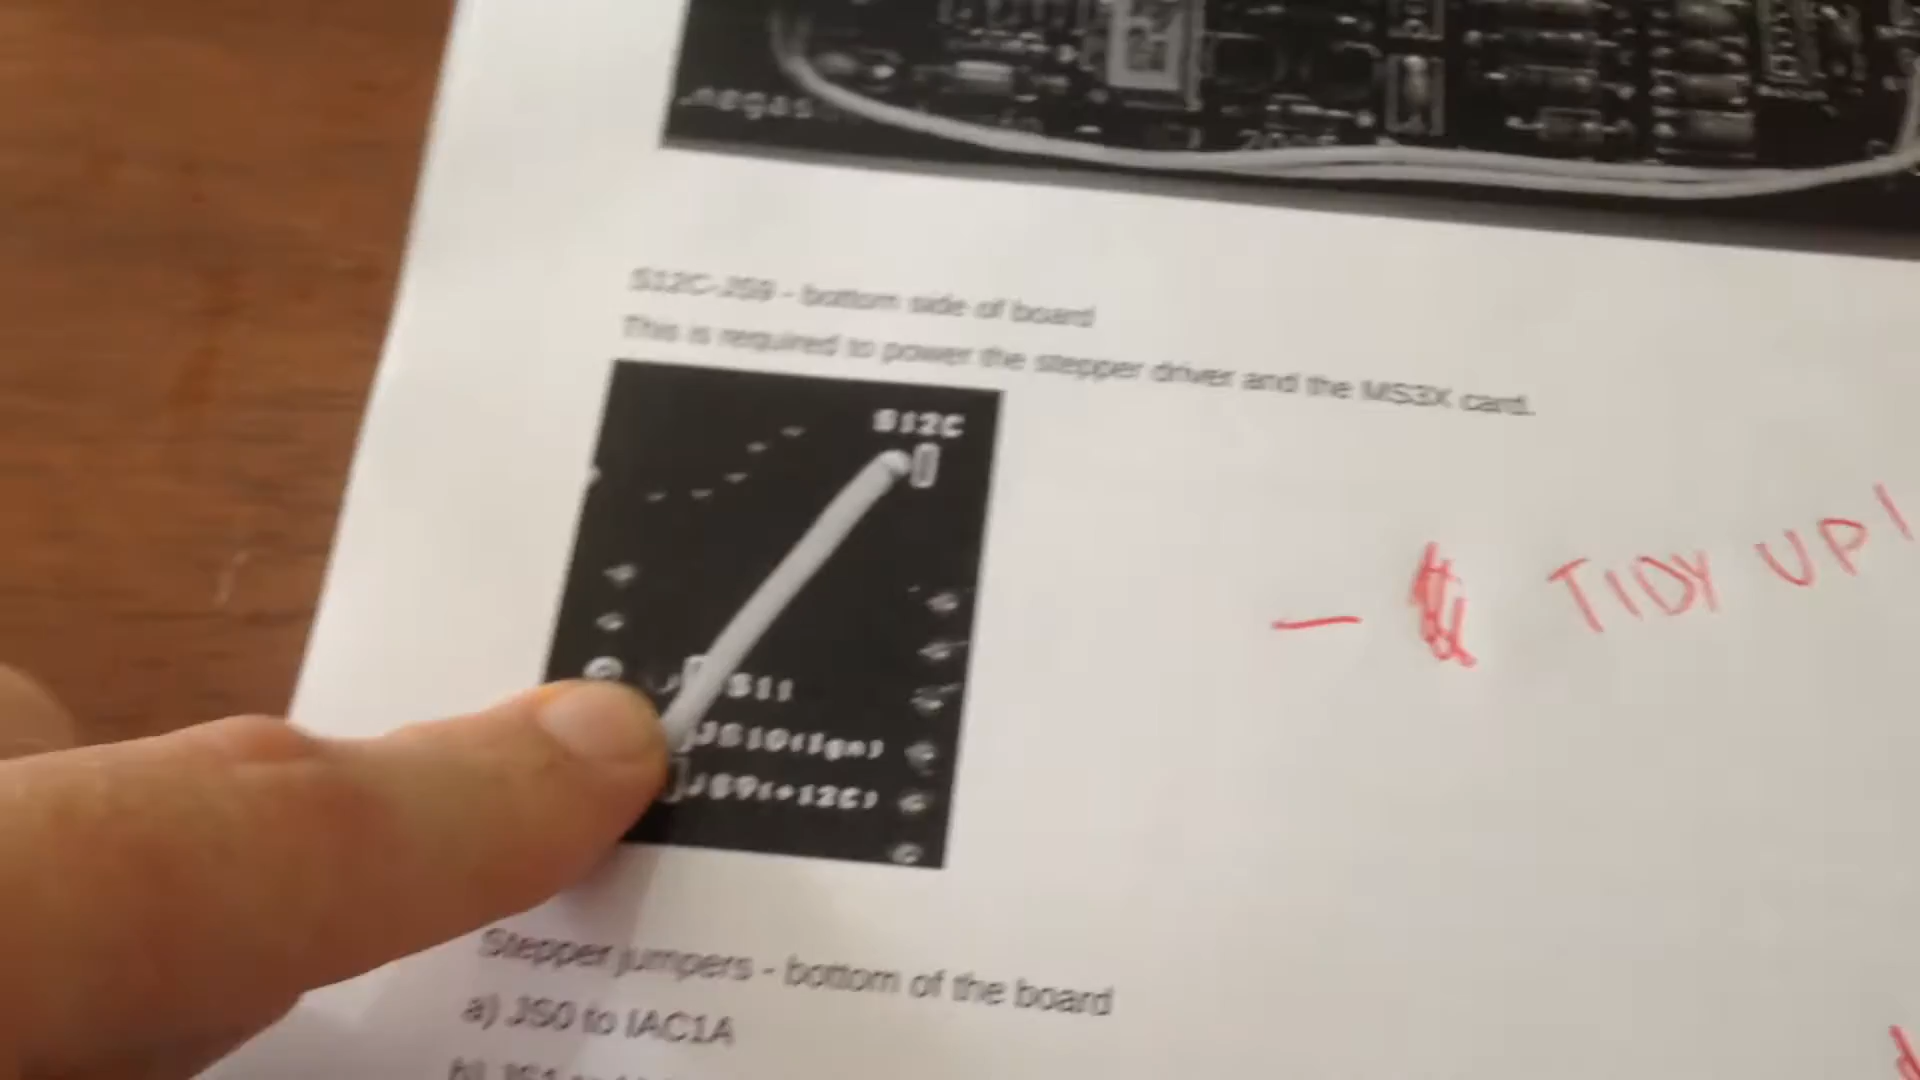 S12C-JS9 - bottom side of board
This is required to power the stepper driver and the MS3X card.
S12C
JS10(Ign)
JS9(+12C)
- TIDY UP!
Stepper jumpers - bottom of the board
a) JS0 to IAC1A